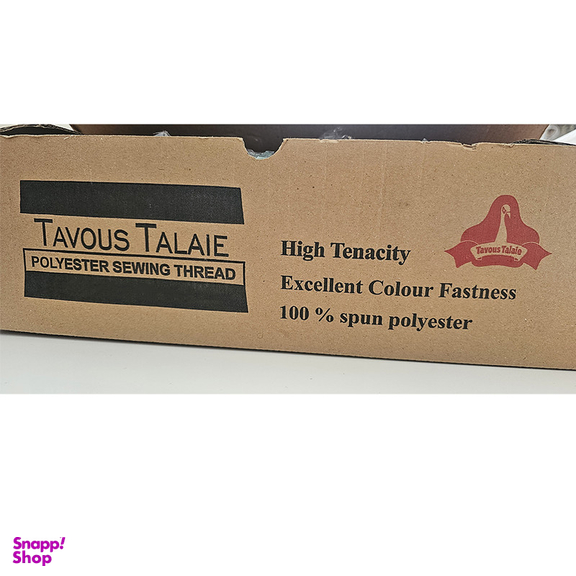 TAVOUS TALAIE
POLYESTER SEWING THREAD
High Tenacity
Excellent Colour Fastness
100 % spun polyester
Tavous Talaie
Snapp!
Shop